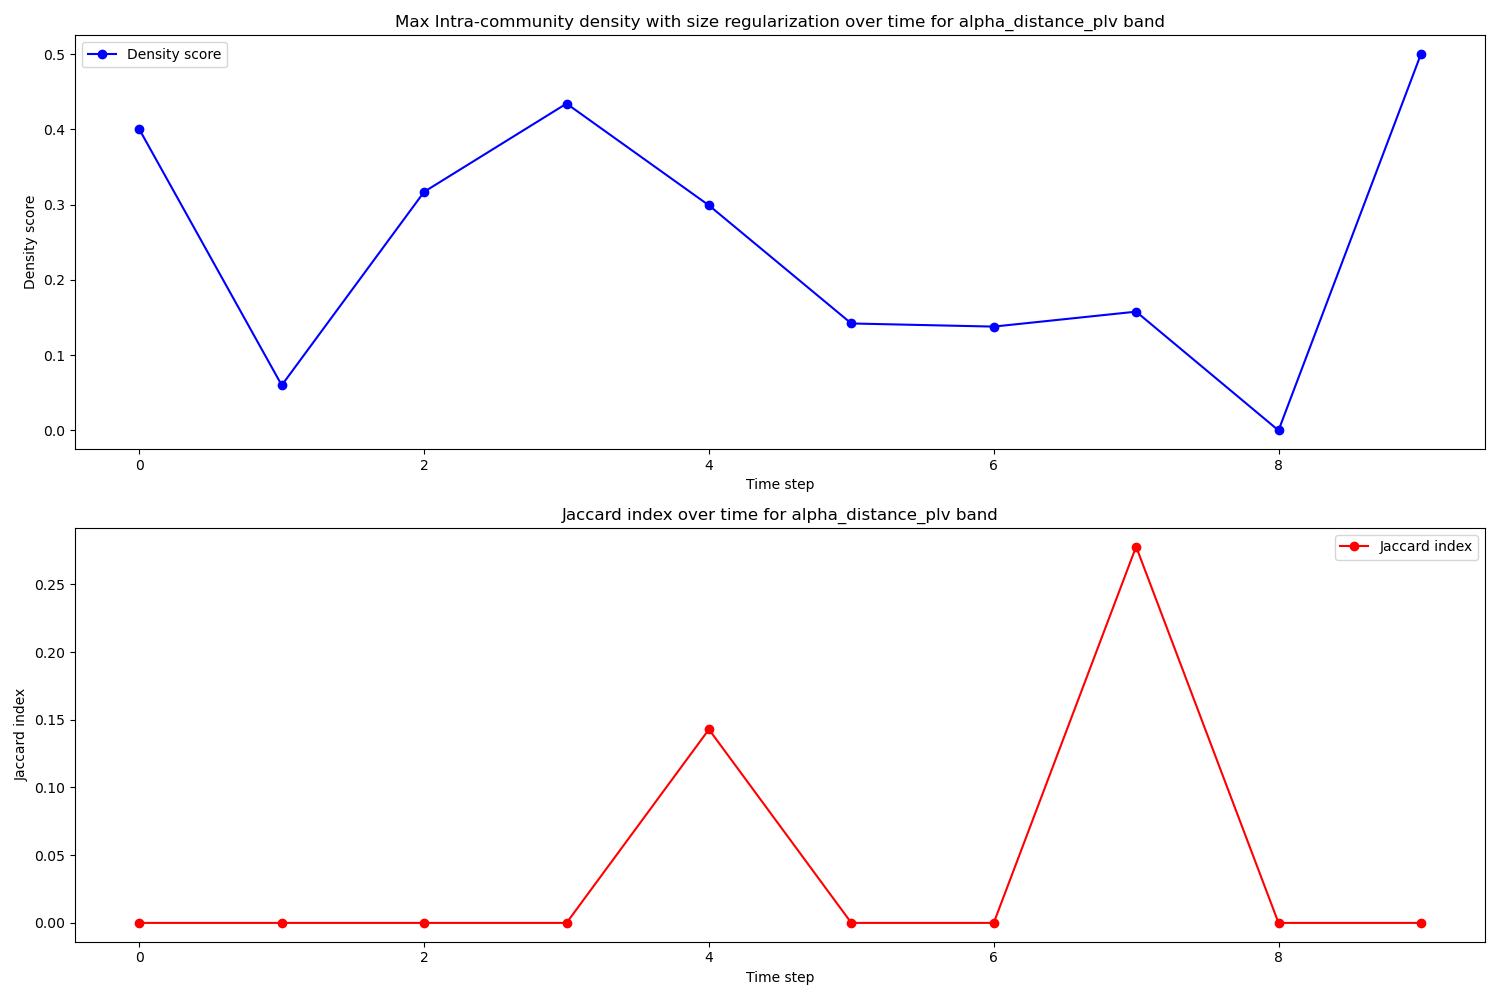 Max Intra-community density with size regularization over time for alpha_distance_plv band
Density score
0.5
0.4
0.3
0.2
0.1
0.0
Density score
0 2 4 6 8
Time step
Jaccard index over time for alpha_distance_plv band
Jaccard index
0.25
0.20
0.15
0.10
0.05
0.00
Jaccard index
0 2 4 6 8
Time step